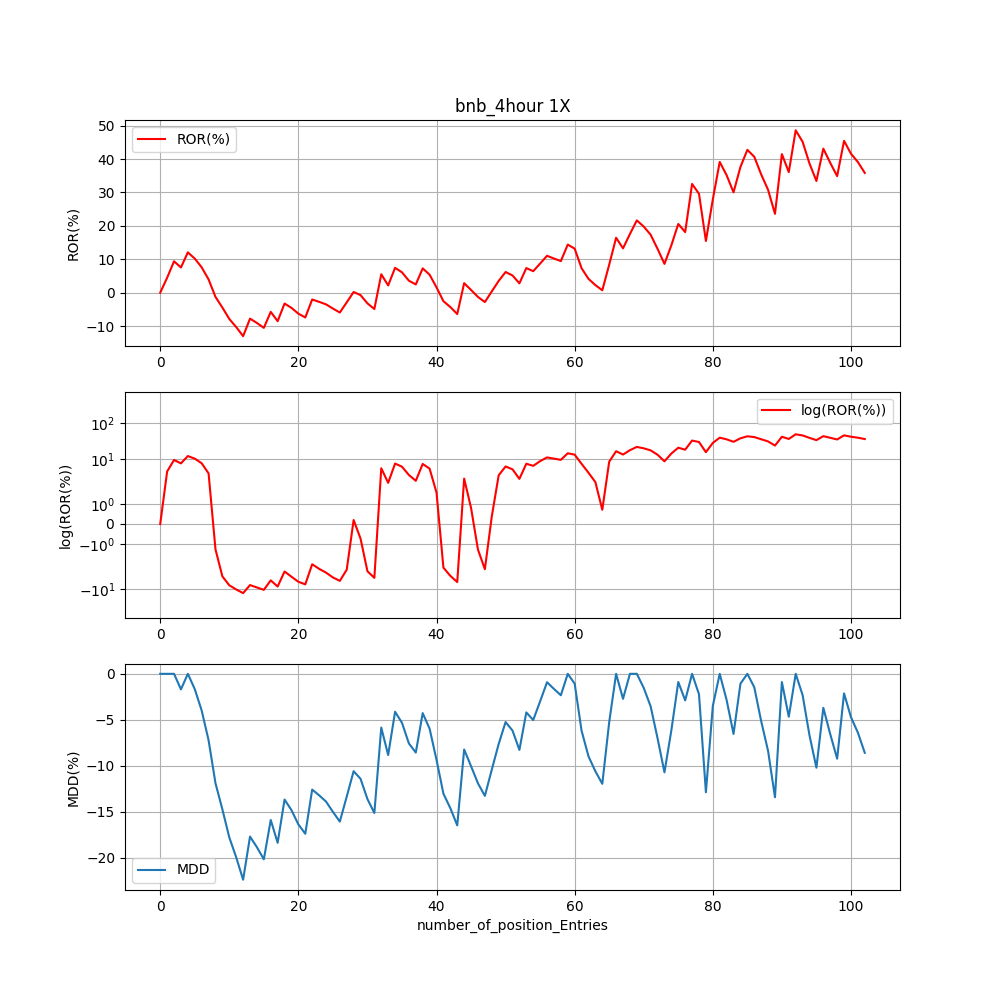 bnb_4hour 1X
ROR(%)
ROR(%)
50
40
30
20
10
0
−10
0 20 40 60 80 100
log(ROR(%))
log(ROR(%))
10²
10¹
10⁰
0
−10⁰
−10¹
0 20 40 60 80 100
MDD(%)
0
−5
−10
−15
−20
MDD
0 20 40 60 80 100
number_of_position_Entries